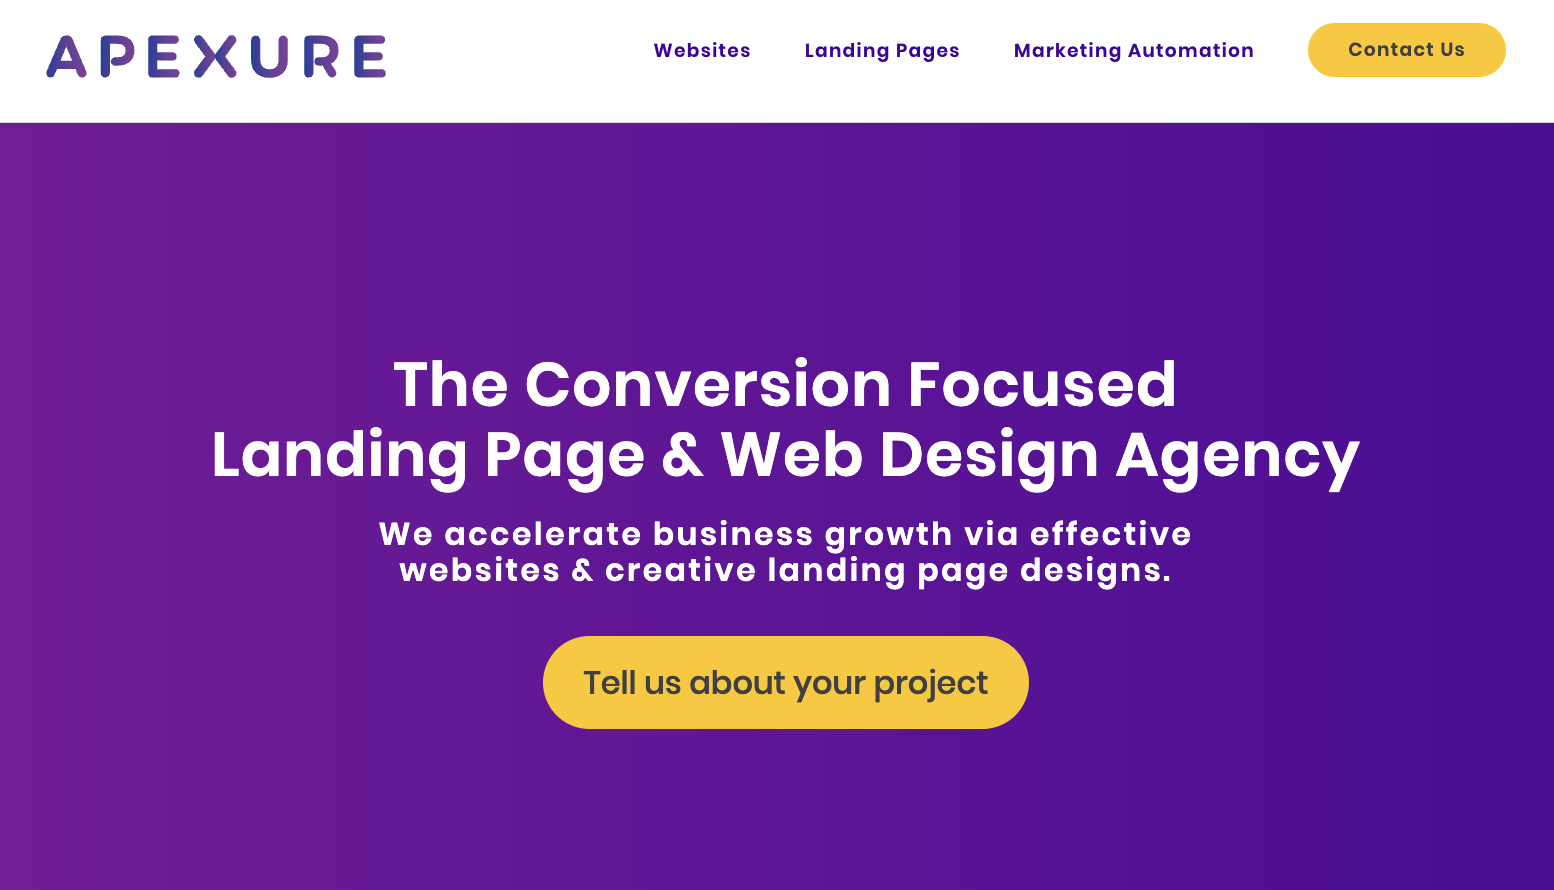 APEXURE
Websites
Landing Pages
Marketing Automation
Contact Us
The Conversion Focused
Landing Page & Web Design Agency
We accelerate business growth via effective
websites & creative landing page designs.
Tell us about your project